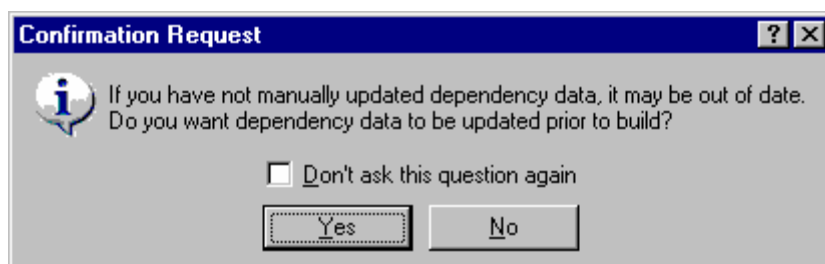 Confirmation Request
If you have not manually updated dependency data, it may be out of date.
Do you want dependency data to be updated prior to build?
Don't ask this question again
Yes
No